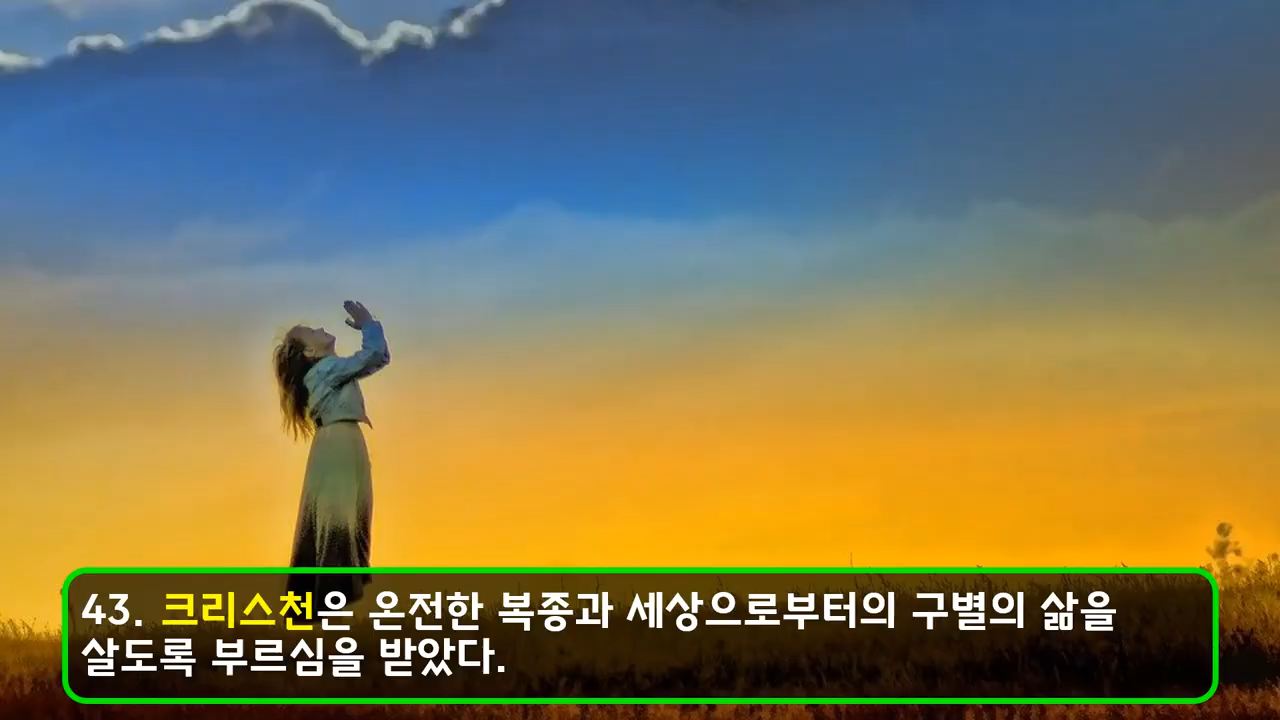 43. 크리스천은 온전한 복종과 세상으로부터의 구별의 삶을
살도록 부르심을 받았다.